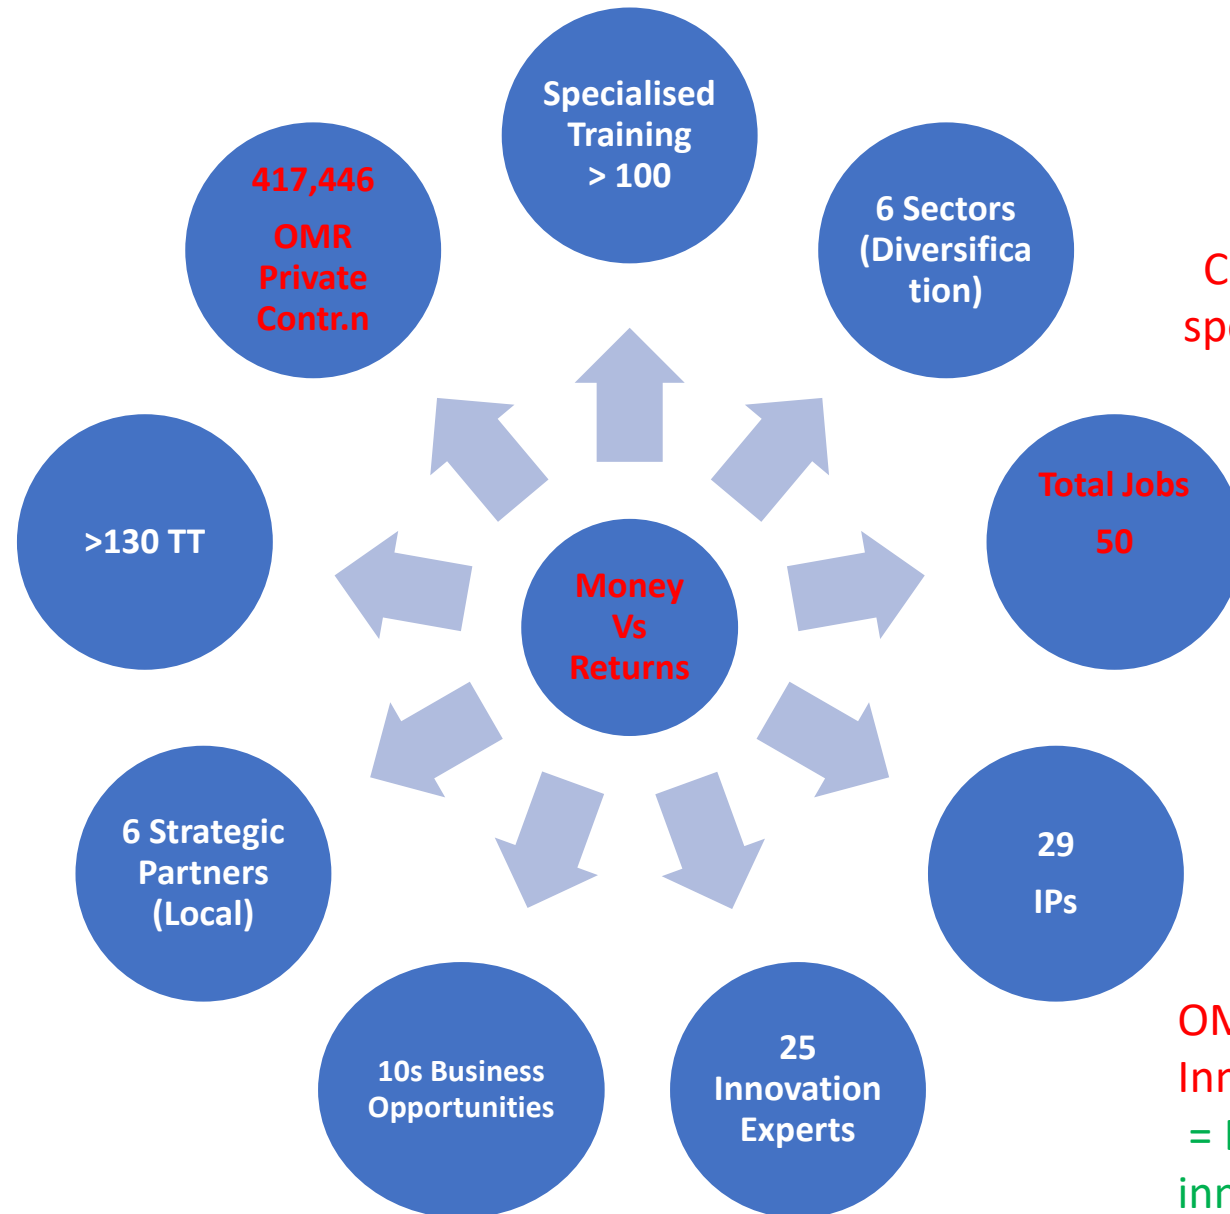 Specialised
Training
> 100
6 Sectors
(Diversifica
tion)
Total Jobs
50
29
IPs
25
Innovation
Experts
10s Business
Opportunities
6 Strategic
Partners
(Local)
>130 TT
417,446
OMR
Private
Contr.n
Money
Vs
Returns